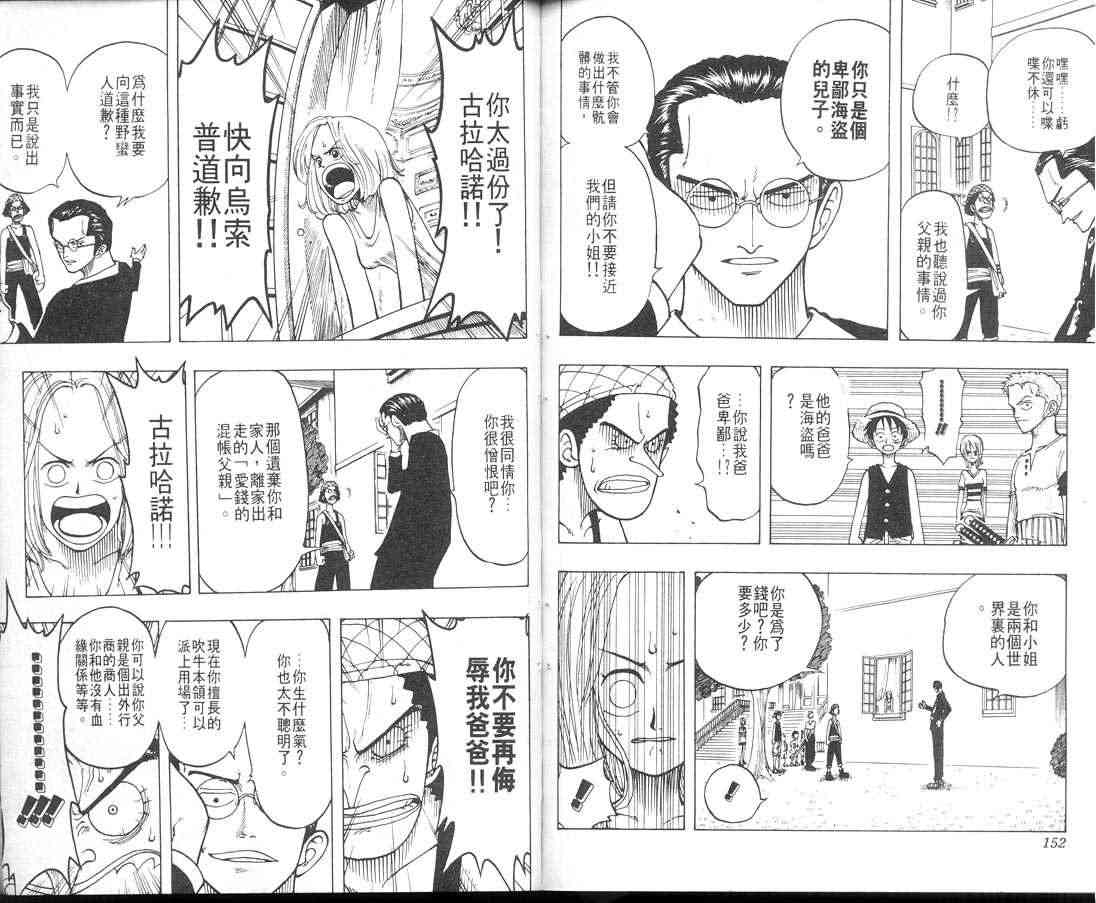 嘿嘿……虧
你還可以喋
喋不休…
什麼!?
我也聽說過你
父親的事情。
你只是個
卑鄙海盜
的兒子。
我不管你會
做出什麼骯
髒的事情,
但請你不要接近
我們的小姐!!
…………!!
他的爸爸
是海盜嗎
?
…你說我爸
爸卑鄙…!?
你和小姐
是兩個世
界裏的人
。
你是爲了
錢吧?你
要多少?
!
!
152
你太過份了!
古拉哈諾!!
快向烏索
普道歉!!
爲什麼我要
向這種野蠻
人道歉?
我只是說出
事實而已。
我很同情你…
你很憎恨吧?
那個遺棄你和
家人,離家出
走的「愛錢的
混帳父親」。
古拉哈諾!!!
你不要再侮
辱我爸爸!!
…你生什麼氣?
你也太不聰明了。
現在你擅長的
吹牛本領可以
派上用場了…
你可以說你父
親是個出外行
商的商人……
你和他沒有血
緣關係等等。
…………!!!